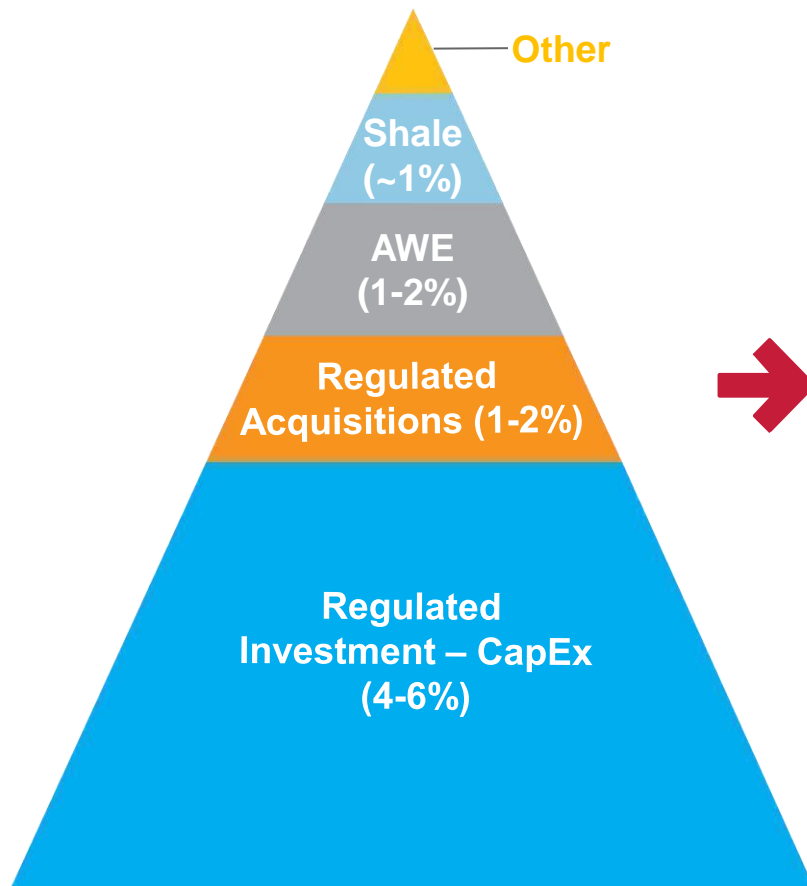 Other
Shale
(~1%)
AWE
(1-2%)
Regulated
Acquisitions (1-2%)
Regulated
Investment – CapEx
(4-6%)